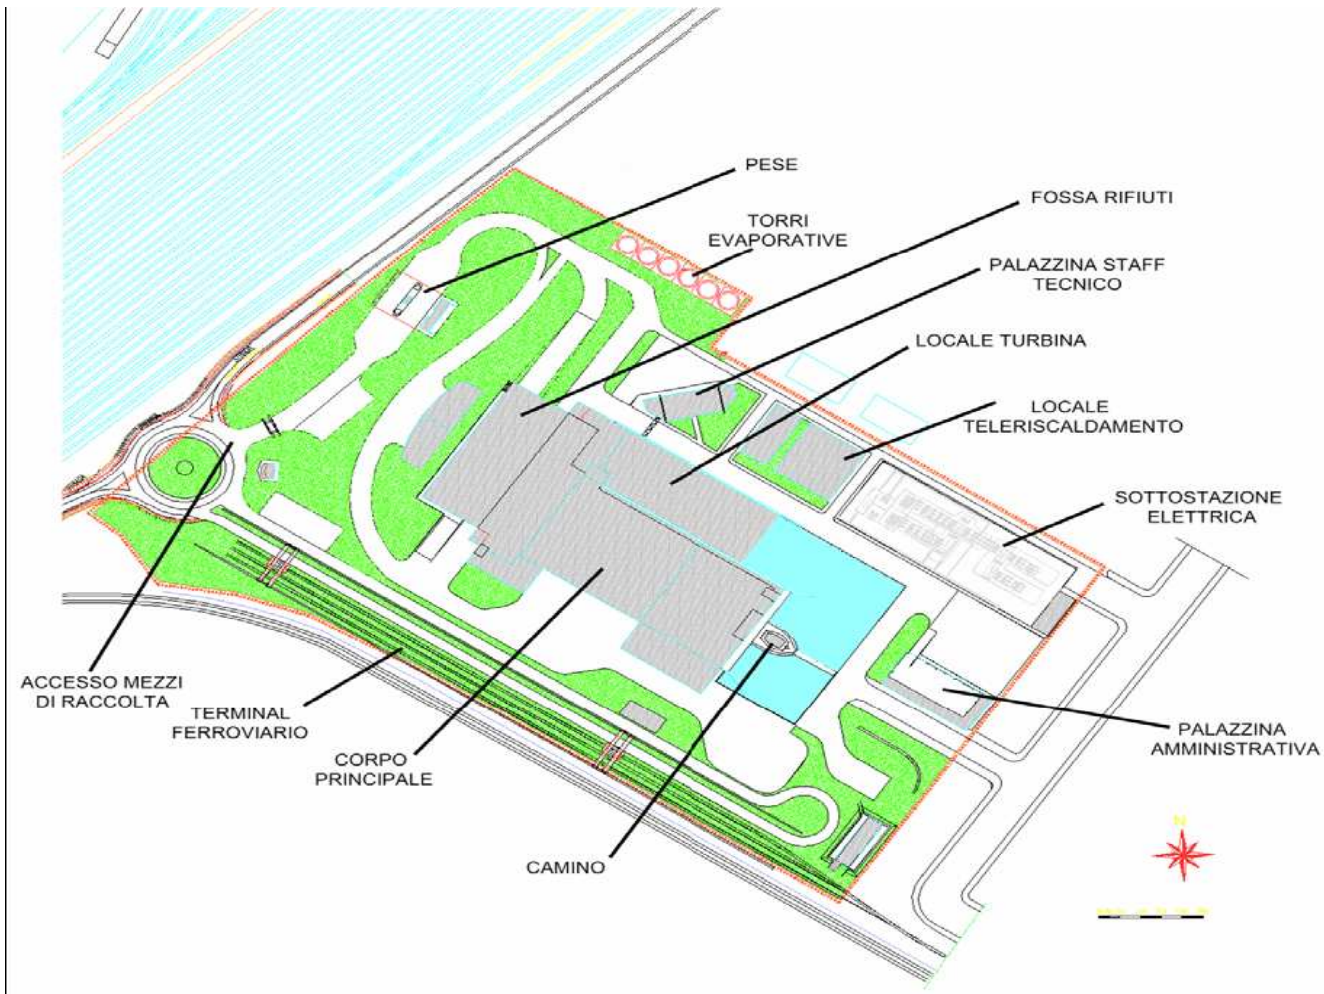 PESE
FOSSA RIFIUTI
TORRI
EVAPORATIVE
PALAZZINA STAFF
TECNICO
LOCALE TURBINA
LOCALE
TELERISCALDAMENTO
SOTTOSTAZIONE
ELETTRICA
ACCESSO MEZZI
DI RACCOLTA
TERMINAL
FERROVIARIO
CORPO
PRINCIPALE
PALAZZINA
AMMINISTRATIVA
CAMINO
N